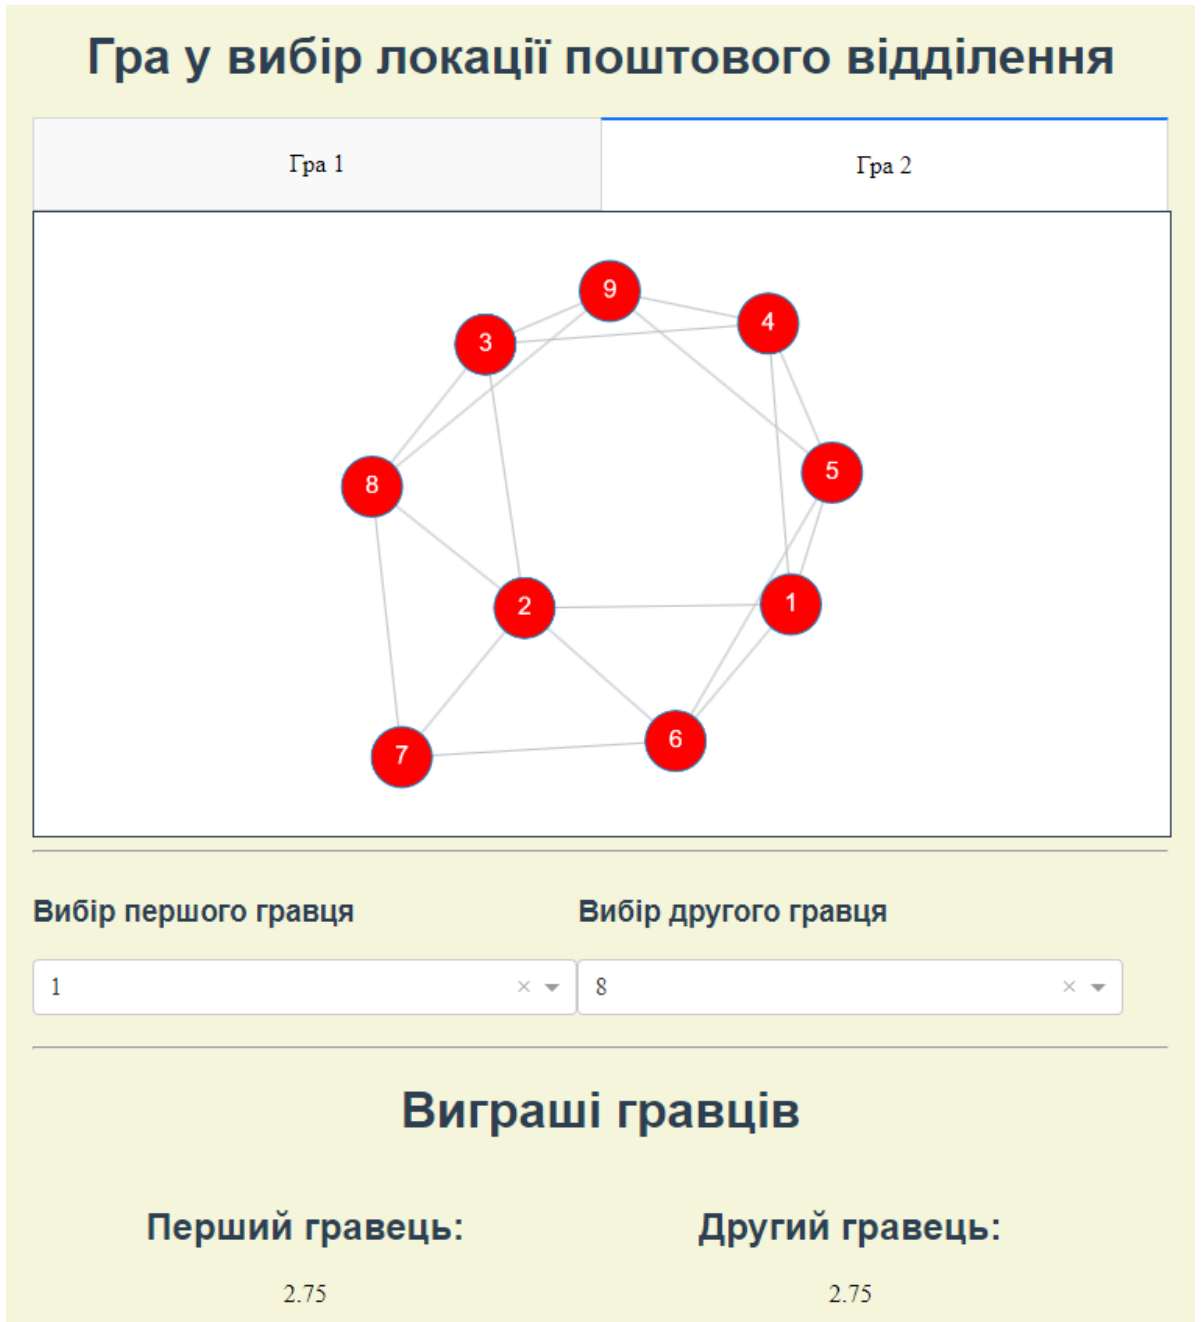 Гра у вибір локації поштового відділення
Гра 1 Гра 2
9
4
3
5
8
2
1
6
7
Вибір першого гравця Вибір другого гравця
1 × 8 ×
Виграші гравців
Перший гравець: Другий гравець:
2.75 2.75